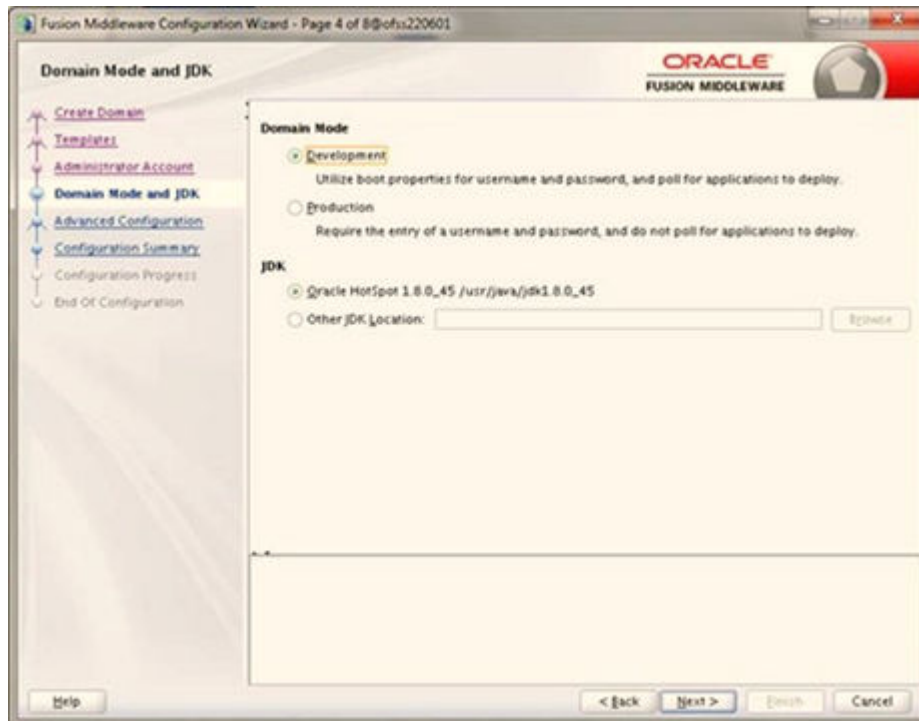 Fusion Middleware Configuration Wizard - Page 4 of 8@ofss220601
Domain Mode and JDK
ORACLE
FUSION MIDDLEWARE
Create Domain
Templates
Administrator Account
Domain Mode and JDK
Advanced Configuration
Configuration Summary
Configuration Progress
End Of Configuration
Domain Mode
Development
Utilize boot.properties for username and password, and poll for applications to deploy.
Production
Require the entry of a username and password, and do not poll for applications to deploy.
JDK
Oracle HotSpot 1.8.0_45 /usr/java/jdk1.8.0_45
Other JDK Location:
Browse
Help
< Back
Next >
Finish
Cancel